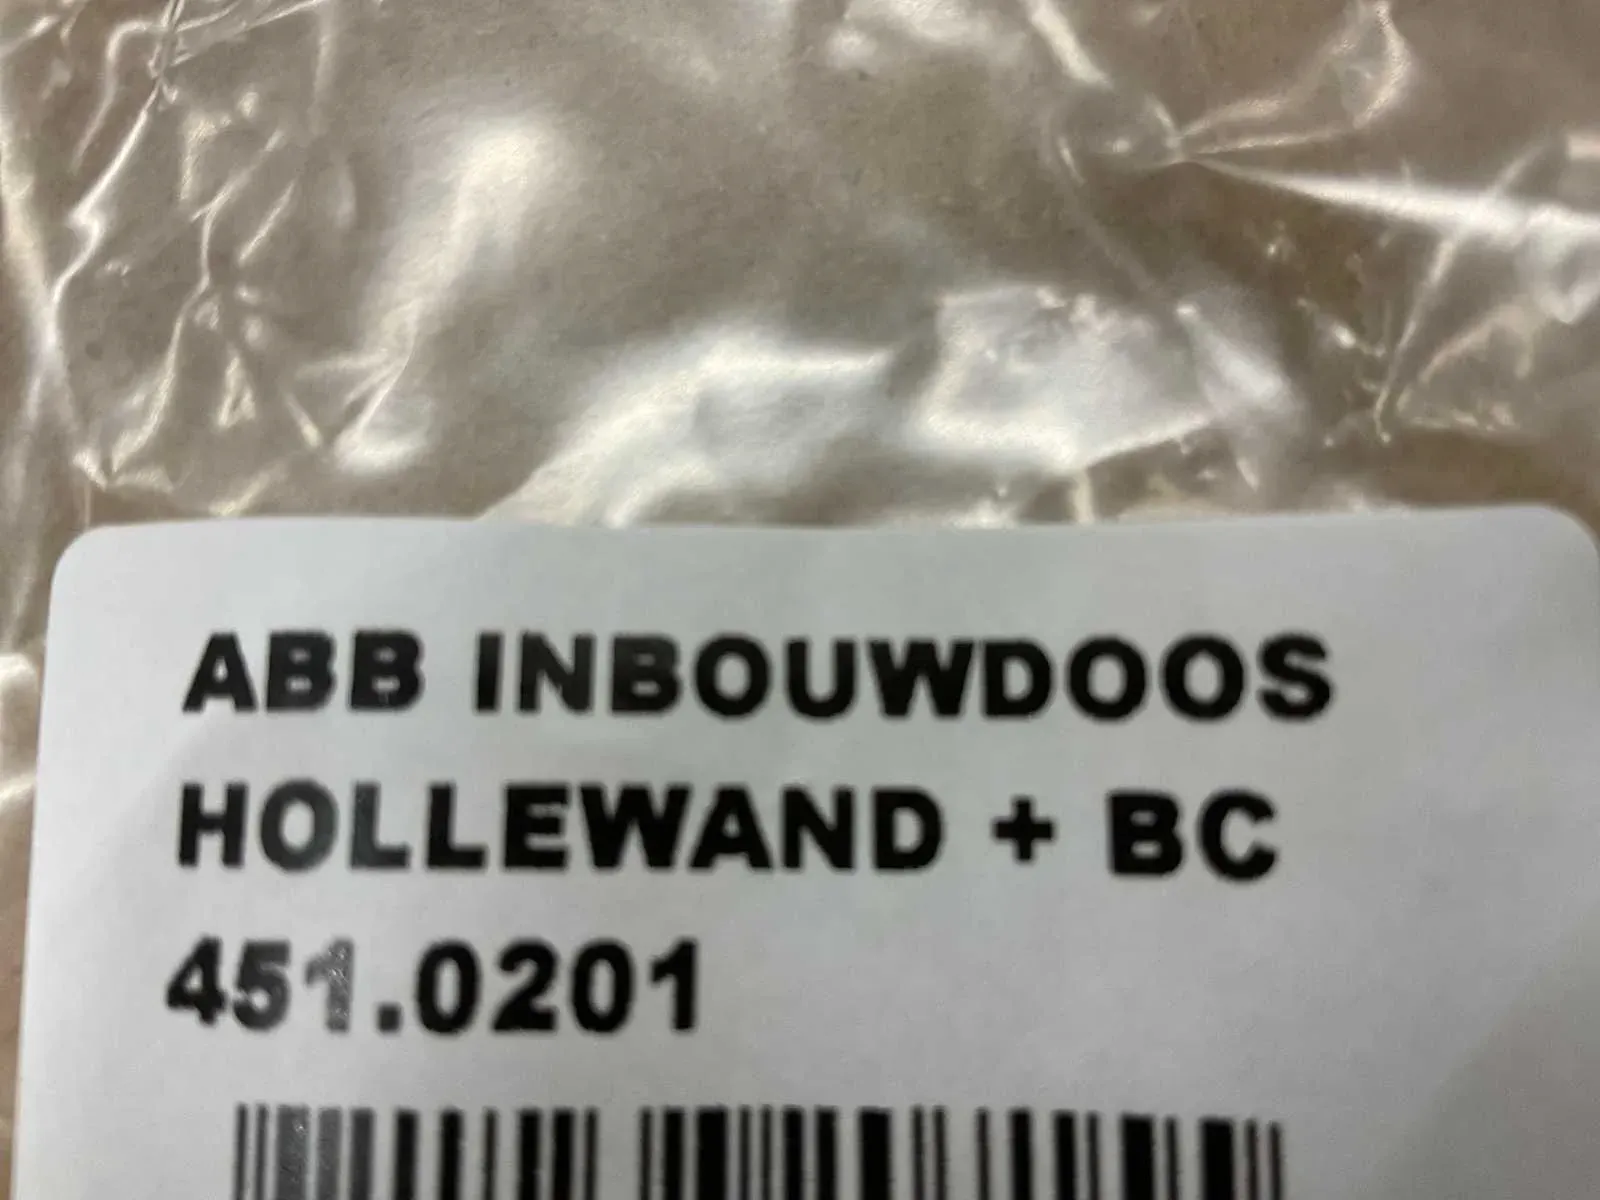 ABB INBOUWDOOS
HOLLEWAND + BC
451.0201